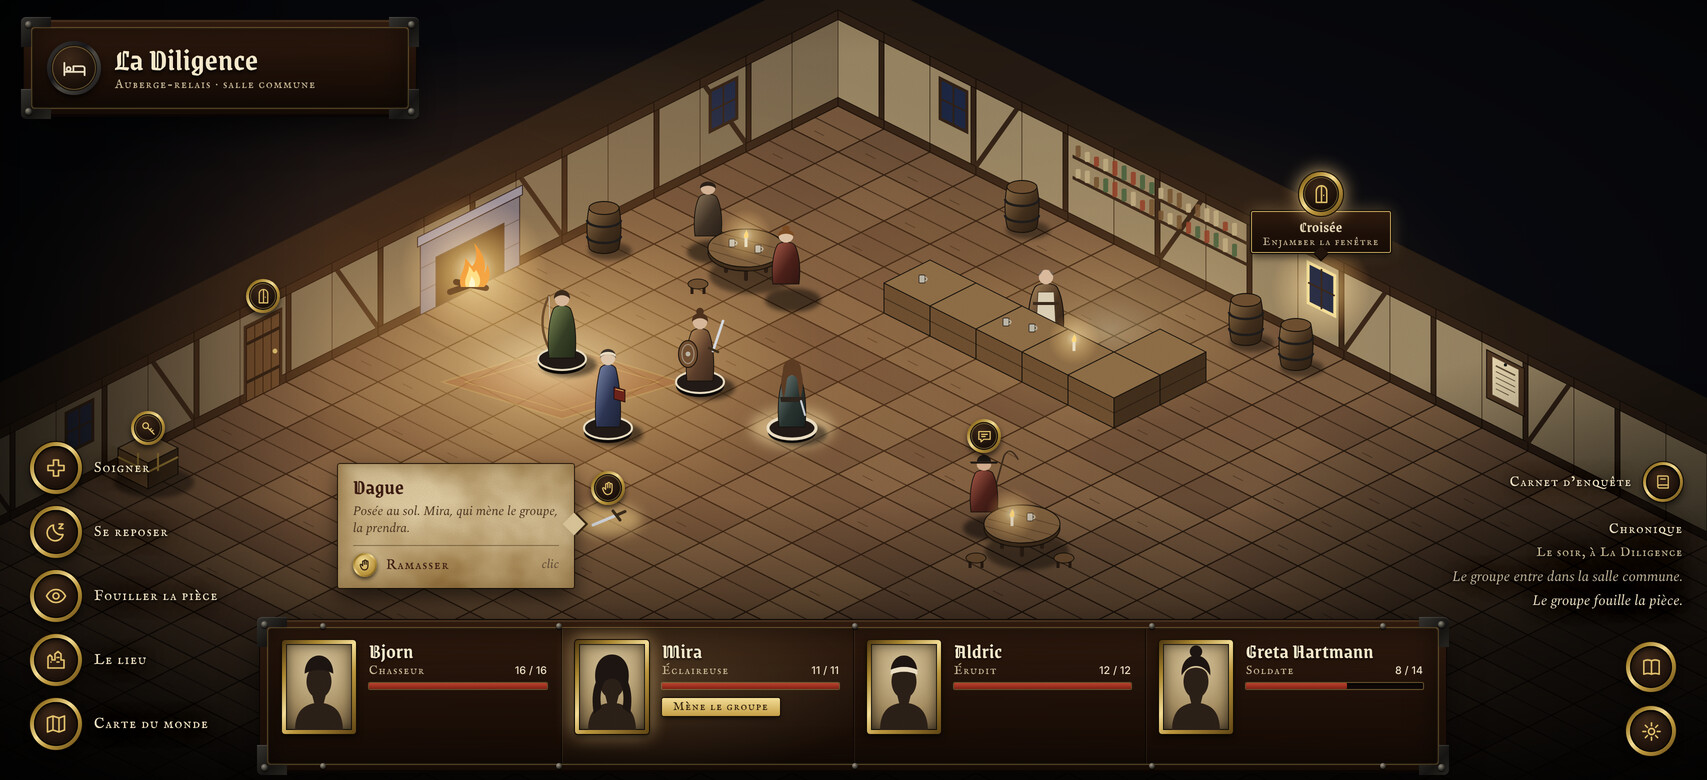 La Diligence
Auberge-relais · salle commune
Croisée
Enjamber la fenêtre
Soigner
Se reposer
Fouiller la pièce
Le lieu
Carte du monde
Dague
Posée au sol. Mira, qui mène le groupe,
la prendra.
Ramasser clic
Carnet d'enquête
Chronique
Le soir, à La Diligence
Le groupe entre dans la salle commune.
Le groupe fouille la pièce.
Bjorn
Chasseur 16 / 16
Mira
Éclaireuse 11 / 11
Mène le groupe
Aldric
Érudit 12 / 12
Greta Hartmann
Soldate 8 / 14